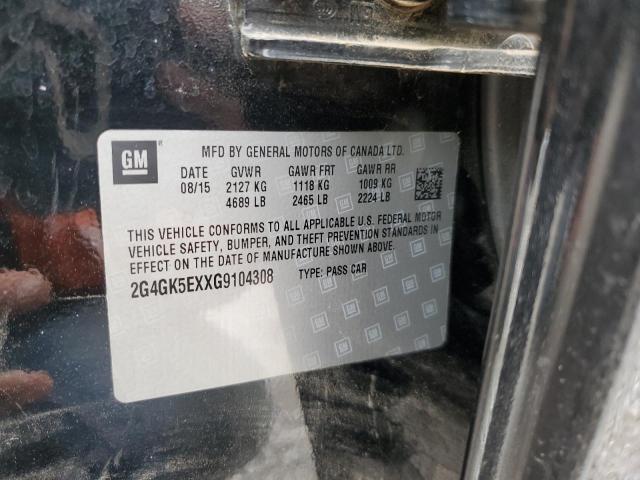 GM
MFD BY GENERAL MOTORS OF CANADA LTD.
DATE GVWR GAWR FRT GAWR RR
08/15 2127 KG 1118 KG 1009 KG
4689 LB 2465 LB 2224 LB
THIS VEHICLE CONFORMS TO ALL APPLICABLE U.S. FEDERAL MOTOR
VEHICLE SAFETY, BUMPER, AND THEFT PREVENTION STANDARDS IN
EFFECT ON THE DATE OF MANUFACTURE SHOWN ABOVE.
2G4GK5EXXG9104308 TYPE: PASS CAR